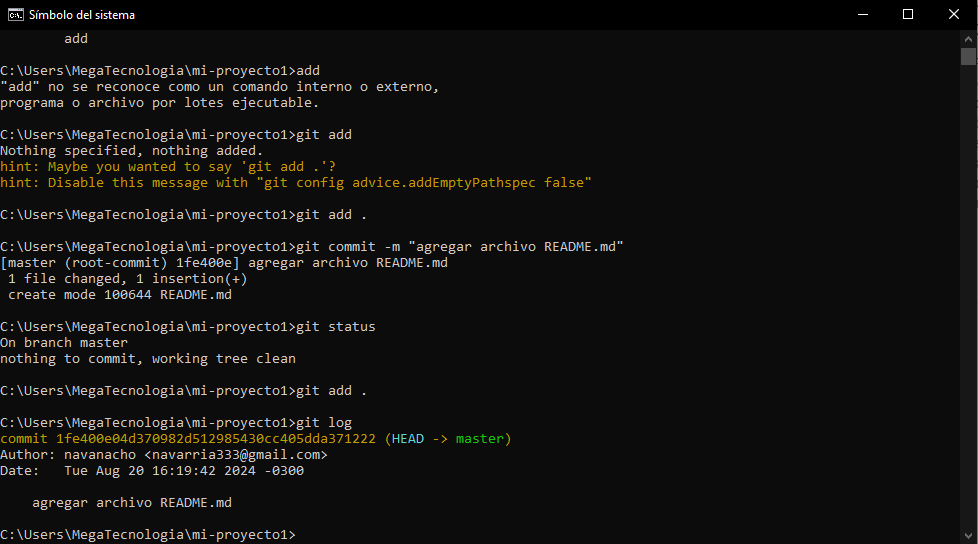 Símbolo del sistema
add
C:\Users\MegaTecnologia\mi-proyecto1>add
"add" no se reconoce como un comando interno o externo,
programa o archivo por lotes ejecutable.
C:\Users\MegaTecnologia\mi-proyecto1>git add
Nothing specified, nothing added.
hint: Maybe you wanted to say 'git add .'?
hint: Disable this message with "git config advice.addEmptyPathspec false"
C:\Users\MegaTecnologia\mi-proyecto1>git add .
C:\Users\MegaTecnologia\mi-proyecto1>git commit -m "agregar archivo README.md"
[master (root-commit) 1fe400e] agregar archivo README.md
 1 file changed, 1 insertion(+)
 create mode 100644 README.md
C:\Users\MegaTecnologia\mi-proyecto1>git status
On branch master
nothing to commit, working tree clean
C:\Users\MegaTecnologia\mi-proyecto1>git add .
C:\Users\MegaTecnologia\mi-proyecto1>git log
commit 1fe400e04d370982d512985430cc405dda371222 (HEAD -> master)
Author: navanacho <navarria333@gmail.com>
Date:   Tue Aug 20 16:19:42 2024 -0300
    agregar archivo README.md
C:\Users\MegaTecnologia\mi-proyecto1>